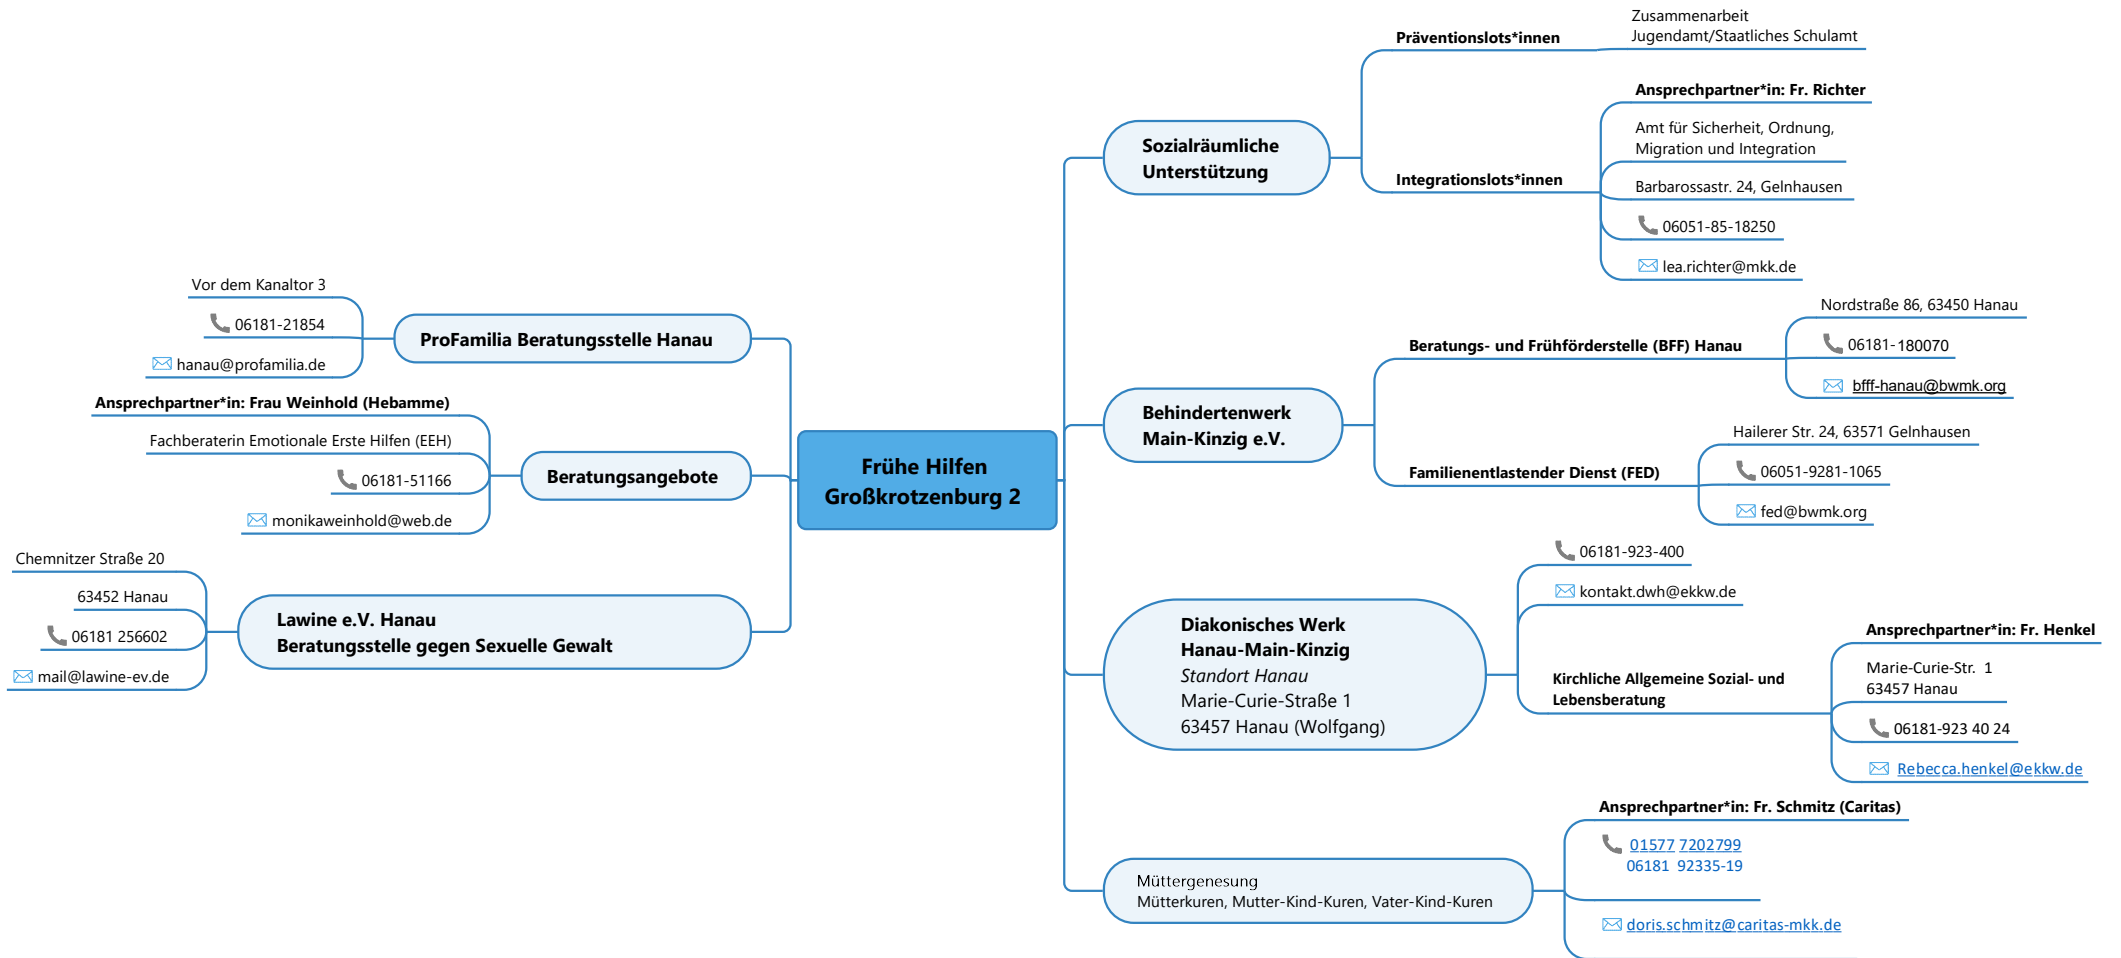 Frühe Hilfen
Großkrotzenburg 2
Sozialräumliche
Unterstützung
Präventionslots*innen
Zusammenarbeit
Jugendamt/Staatliches Schulamt
Integrationslots*innen
Ansprechpartner*in: Fr. Richter
Amt für Sicherheit, Ordnung,
Migration und Integration
Barbarossastr. 24, Gelnhausen
06051-85-18250
lea.richter@mkk.de
Behindertenwerk
Main-Kinzig e.V.
Beratungs- und Frühförderstelle (BFF) Hanau
Nordstraße 86, 63450 Hanau
06181-180070
bfff-hanau@bwmk.org
Familienentlastender Dienst (FED)
Hailerer Str. 24, 63571 Gelnhausen
06051-9281-1065
fed@bwmk.org
Diakonisches Werk
Hanau-Main-Kinzig
Standort Hanau
Marie-Curie-Straße 1
63457 Hanau (Wolfgang)
06181-923-400
kontakt.dwh@ekkw.de
Kirchliche Allgemeine Sozial- und
Lebensberatung
Ansprechpartner*in: Fr. Henkel
Marie-Curie-Str. 1
63457 Hanau
06181-923 40 24
Rebecca.henkel@ekkw.de
Müttergenesung
Mütterkuren, Mutter-Kind-Kuren, Vater-Kind-Kuren
Ansprechpartner*in: Fr. Schmitz (Caritas)
01577 7202799
06181 92335-19
doris.schmitz@caritas-mkk.de
ProFamilia Beratungsstelle Hanau
Vor dem Kanaltor 3
06181-21854
hanau@profamilia.de
Beratungsangebote
Ansprechpartner*in: Frau Weinhold (Hebamme)
Fachberaterin Emotionale Erste Hilfen (EEH)
06181-51166
monikaweinhold@web.de
Lawine e.V. Hanau
Beratungsstelle gegen Sexuelle Gewalt
Chemnitzer Straße 20
63452 Hanau
06181 256602
mail@lawine-ev.de